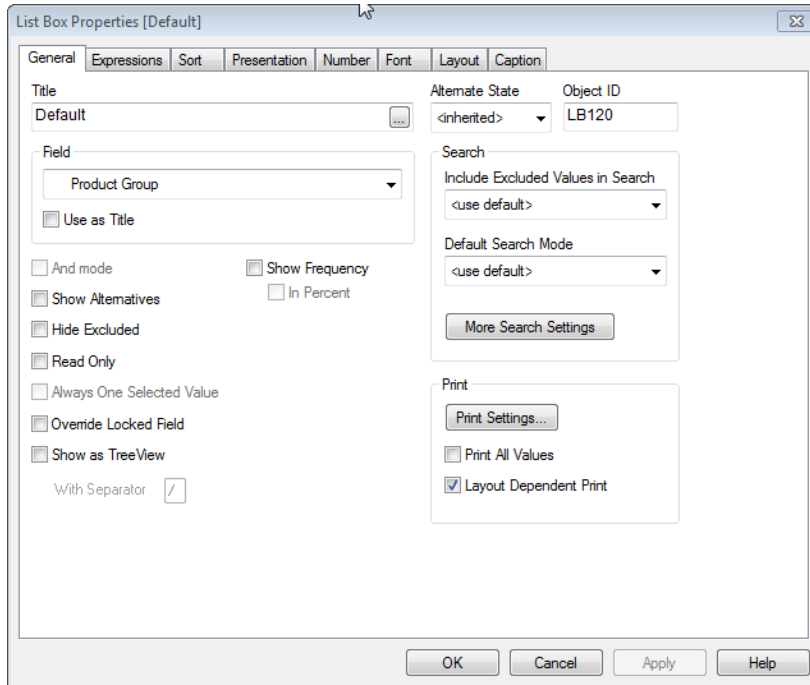 List Box Properties [Default]
General Expressions Sort Presentation Number Font Layout Caption
Title Alternate State Object ID
Default ... <inherited> LB120
Field
Product Group
Use as Title
Search
Include Excluded Values in Search
<use default>
Default Search Mode
<use default>
More Search Settings
And mode Show Frequency
In Percent
Show Alternatives
Hide Excluded
Read Only
Always One Selected Value
Override Locked Field
Show as TreeView
With Separator /
Print
Print Settings...
Print All Values
Layout Dependent Print
OK Cancel Apply Help